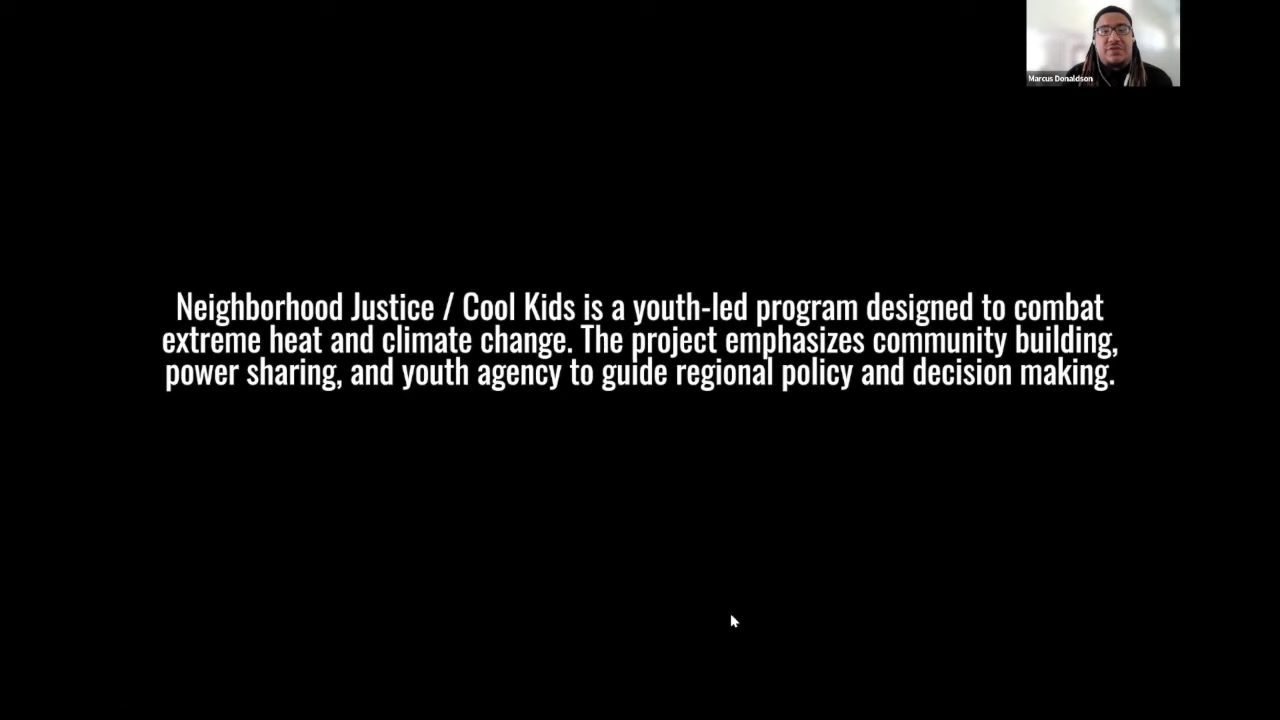 Marcus Donaldson
Neighborhood Justice / Cool Kids is a youth-led program designed to combat
extreme heat and climate change. The project emphasizes community building,
power sharing, and youth agency to guide regional policy and decision making.